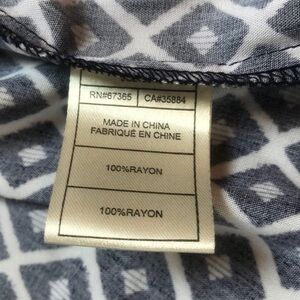 RN#67365 CA#35884
MADE IN CHINA
FABRIQUÉ EN CHINE
100%RAYON
100%RAYON